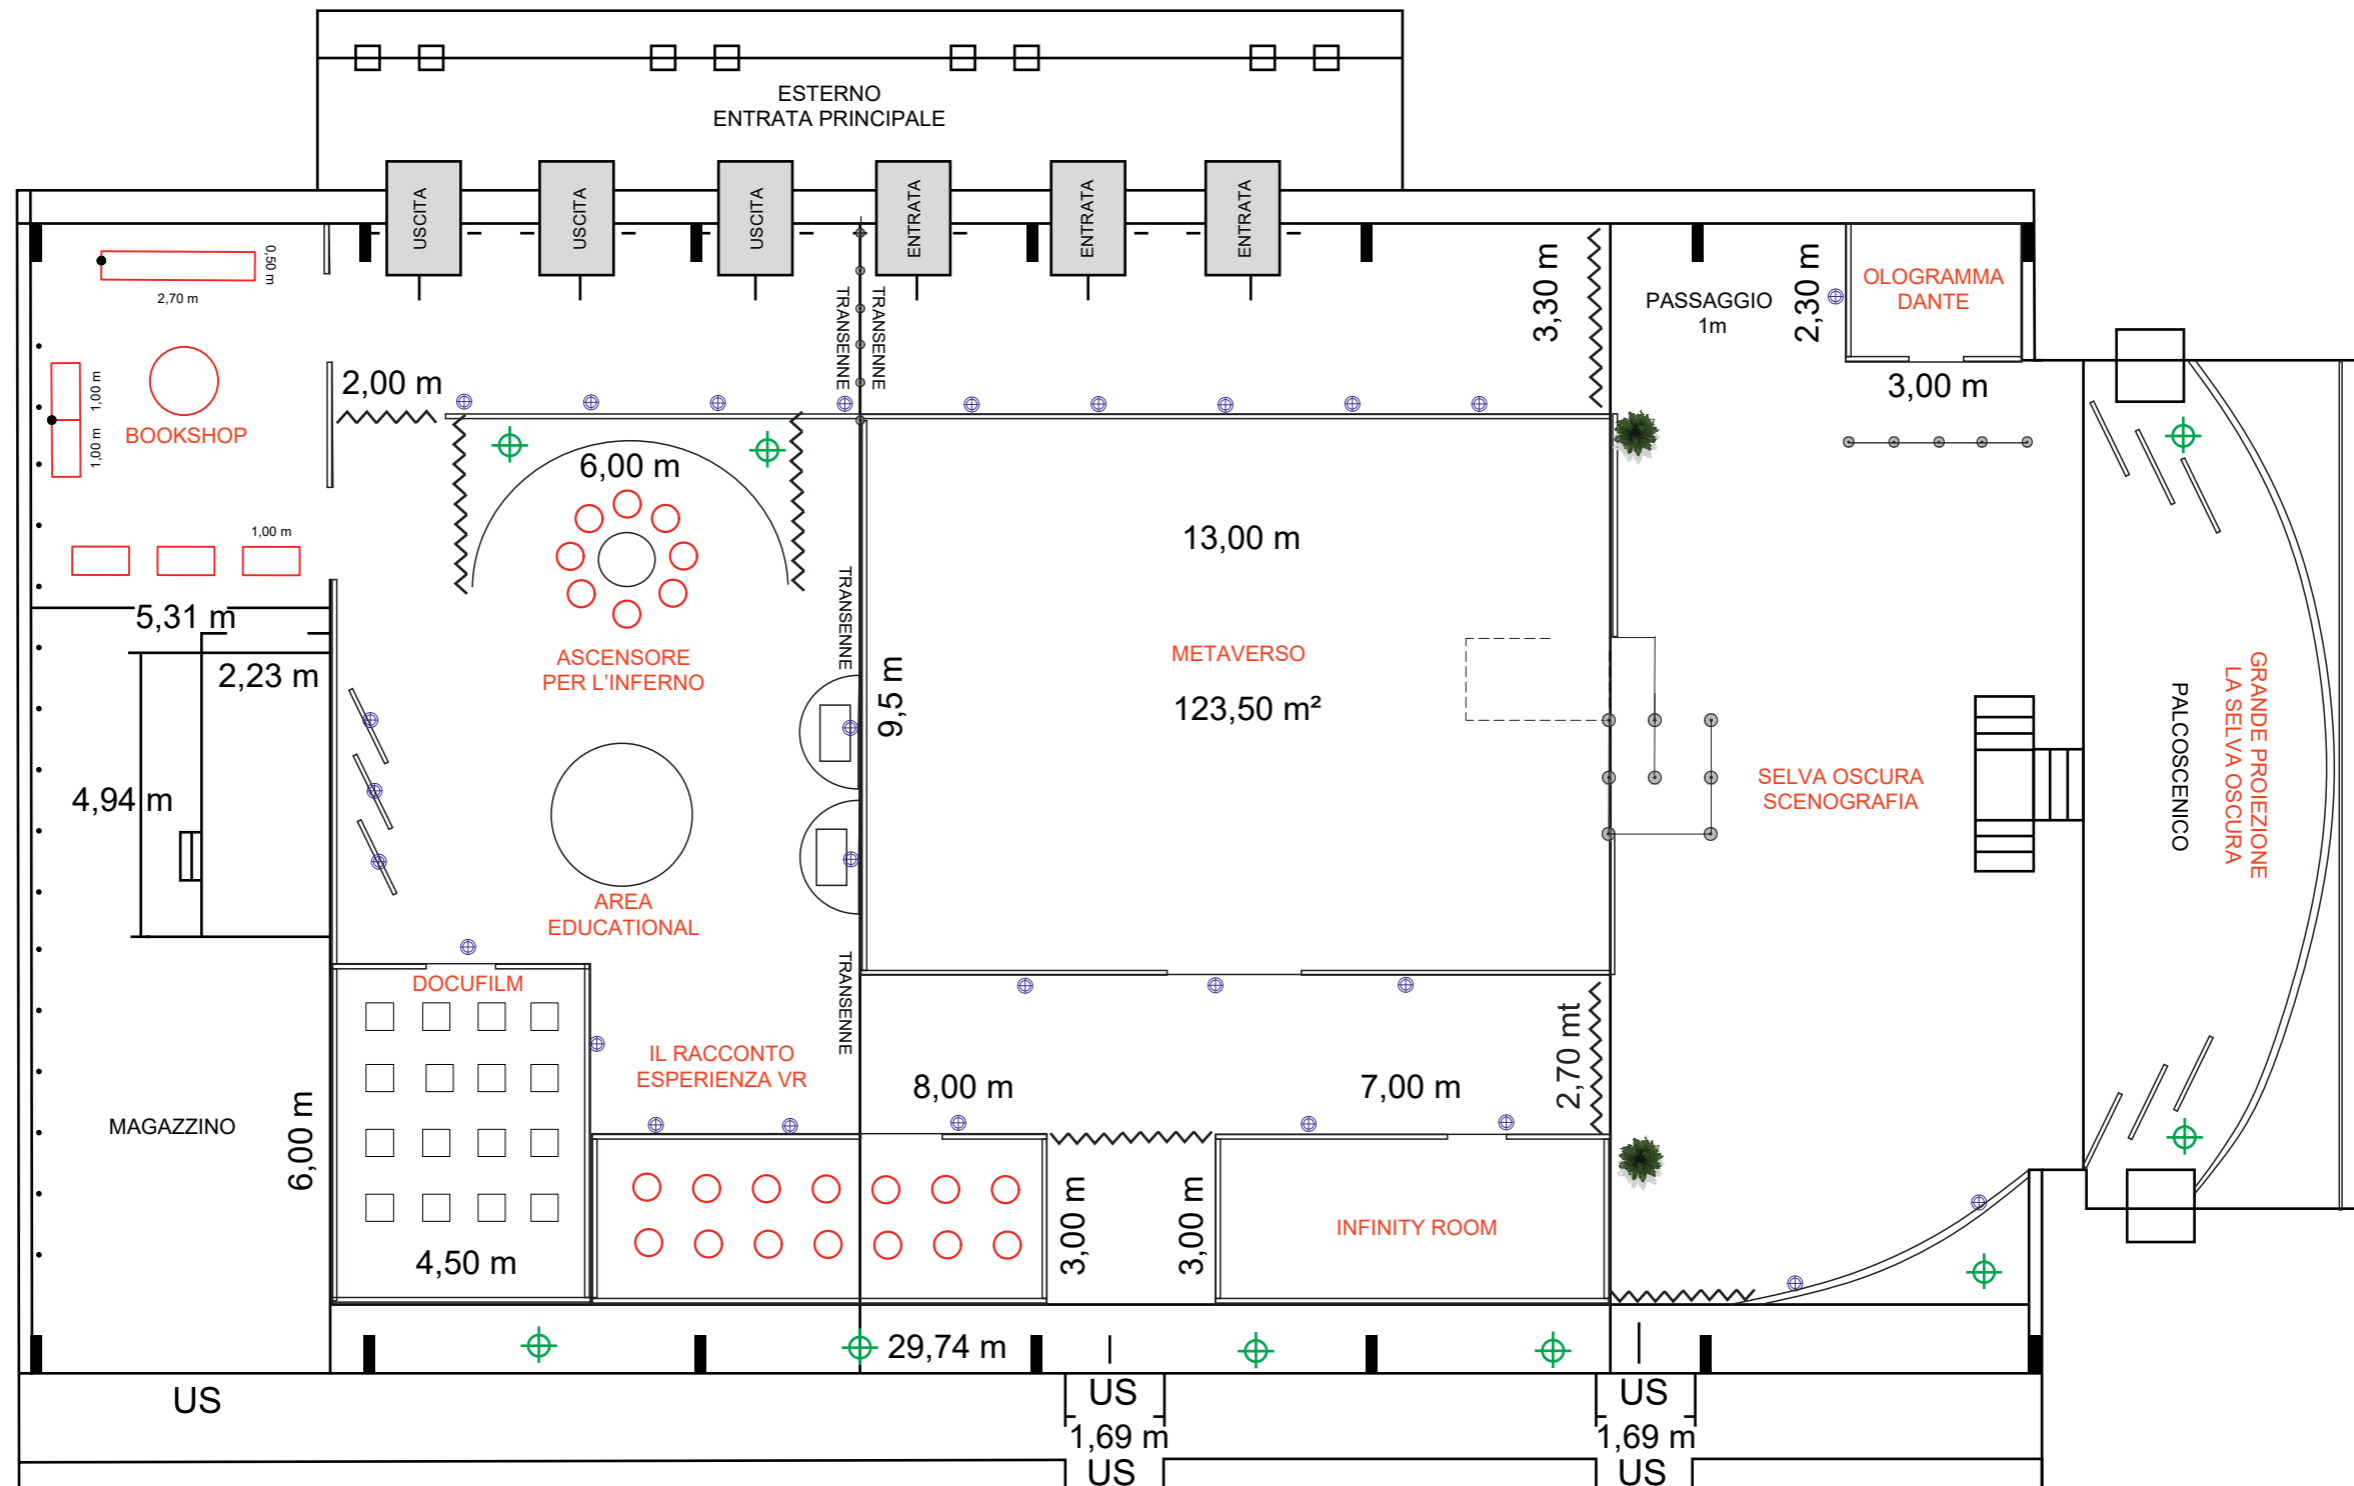 ESTERNO
ENTRATA PRINCIPALE
USCITA
USCITA
USCITA
ENTRATA
ENTRATA
ENTRATA
0,50 m
2,70 m
TRANSENNE
TRANSENNE
3,30 m
PASSAGGIO
1m
2,30 m
OLOGRAMMA
DANTE
3,00 m
1,00 m
1,00 m
BOOKSHOP
2,00 m
6,00 m
1,00 m
13,00 m
5,31 m
2,23 m
4,94 m
ASCENSORE
PER L'INFERNO
TRANSENNE
9,5 m
METAVERSO
123,50 m²
SELVA OSCURA
SCENOGRAFIA
PALCOSCENICO
GRANDE PROIEZIONE
LA SELVA OSCURA
AREA
EDUCATIONAL
DOCUFILM
TRANSENNE
IL RACCONTO
ESPERIENZA VR
8,00 m
7,00 m
2,70 mt
MAGAZZINO
6,00 m
4,50 m
3,00 m
3,00 m
INFINITY ROOM
29,74 m
US
US
US
1,69 m
1,69 m
US
US